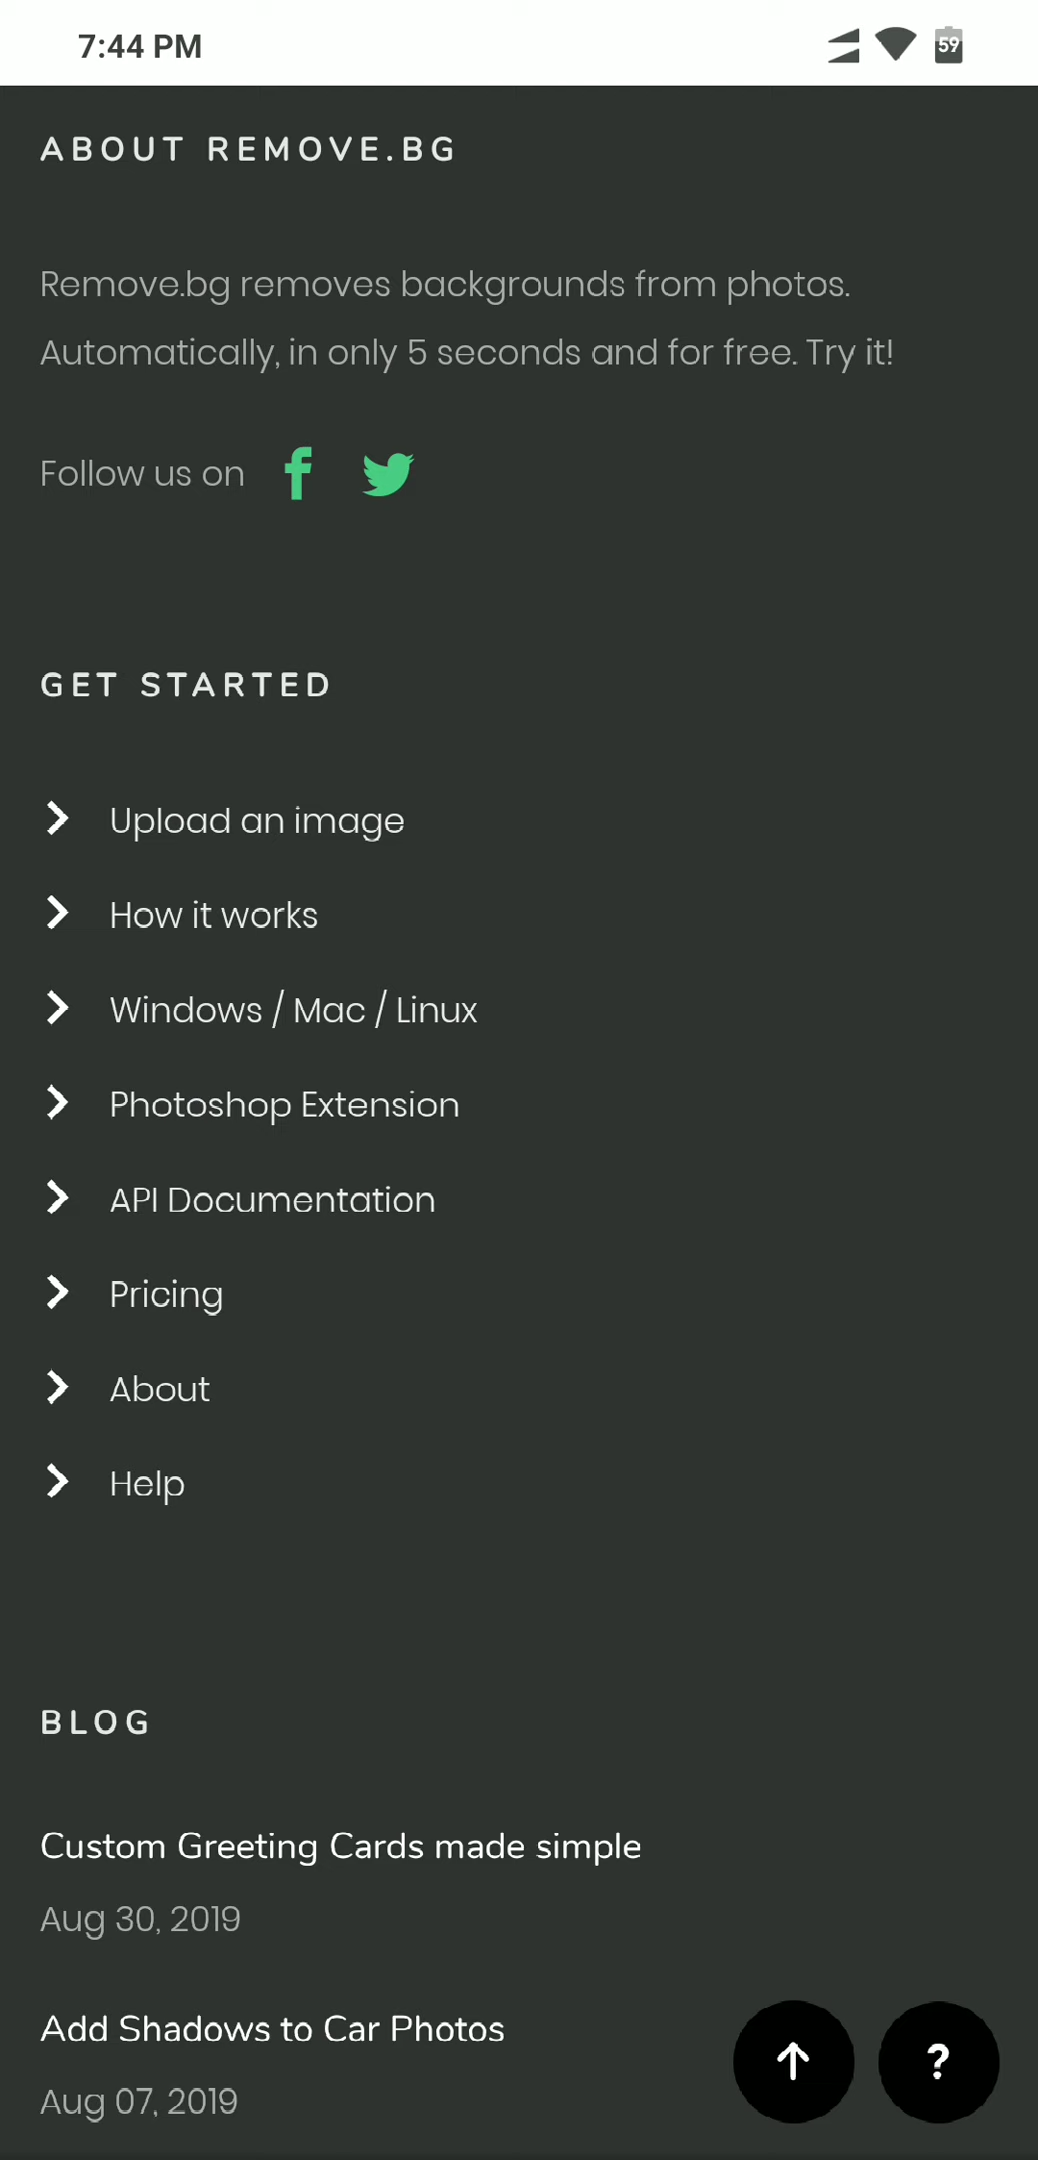 7:44 PM
59
ABOUT REMOVE.BG
Remove.bg removes backgrounds from photos.
Automatically, in only 5 seconds and for free. Try it!
Follow us on
GET STARTED
Upload an image
How it works
Windows / Mac / Linux
Photoshop Extension
API Documentation
Pricing
About
Help
BLOG
Custom Greeting Cards made simple
Aug 30, 2019
Add Shadows to Car Photos
Aug 07, 2019
?